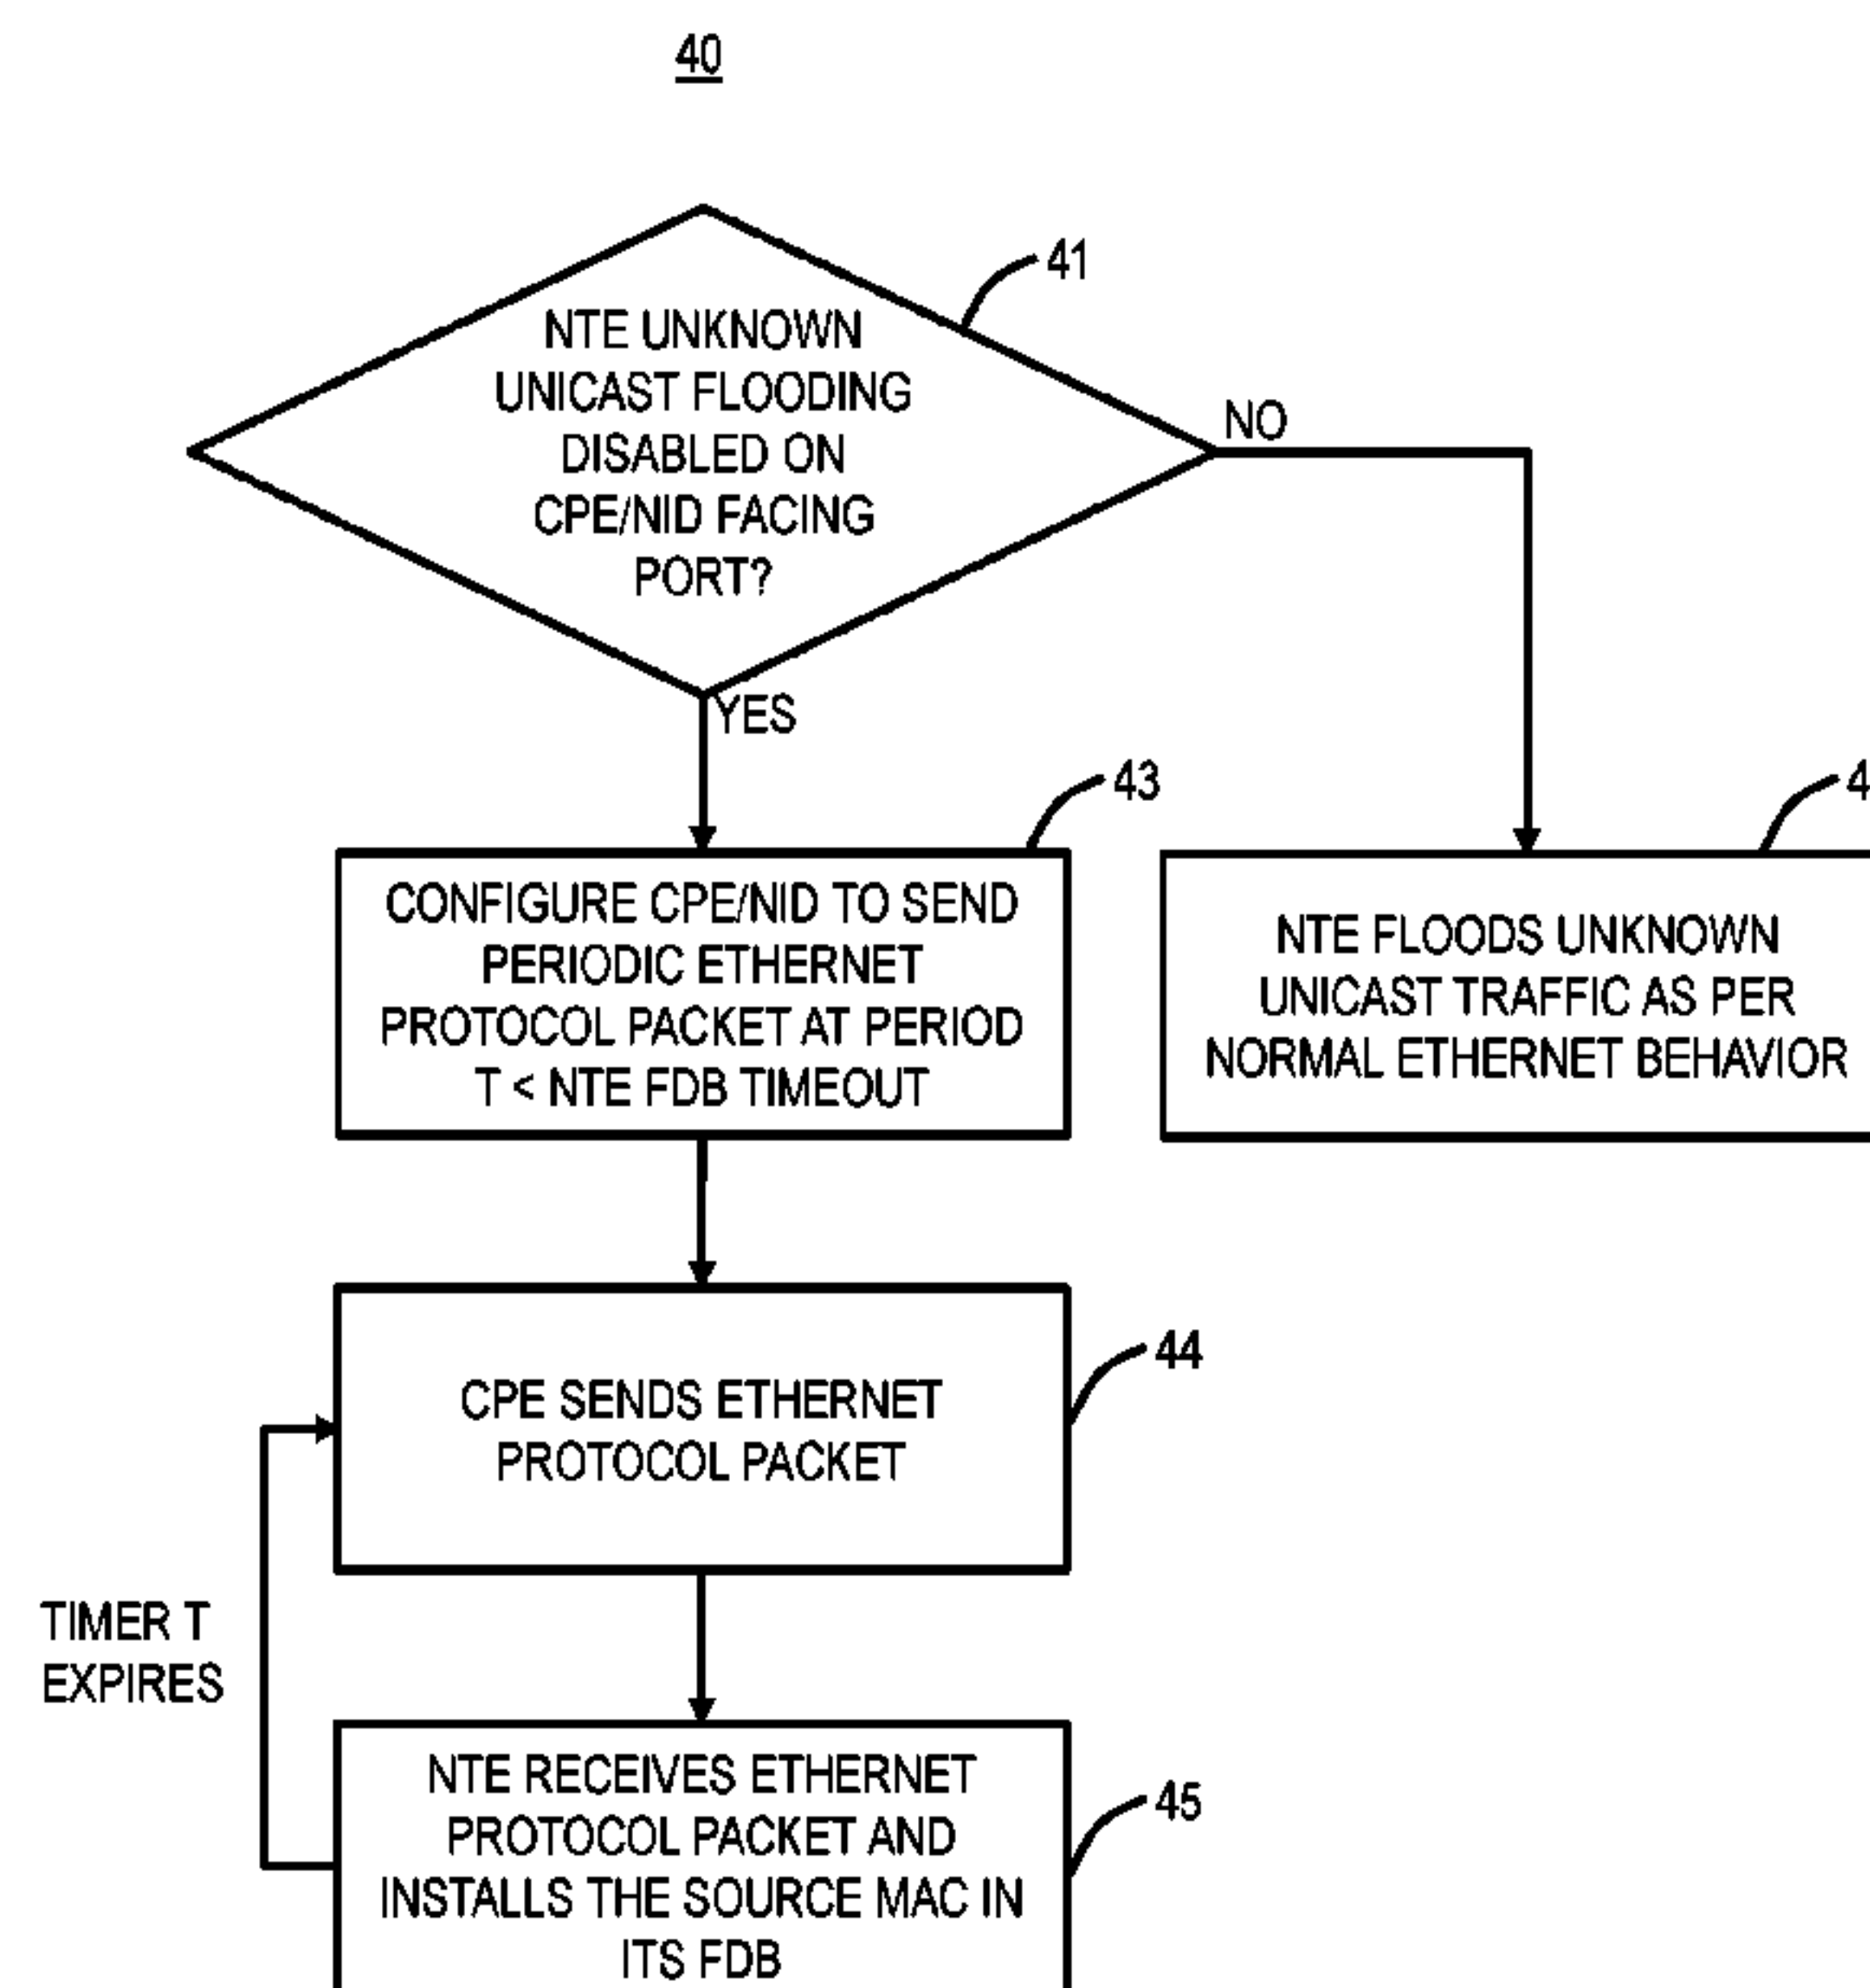 40
41
NTE UNKNOWN
UNICAST FLOODING
DISABLED ON
CPE/NID FACING
PORT?
NO
YES
43
CONFIGURE CPE/NID TO SEND
PERIODIC ETHERNET
PROTOCOL PACKET AT PERIOD
T < NTE FDB TIMEOUT
NTE FLOODS UNKNOWN
UNICAST TRAFFIC AS PER
NORMAL ETHERNET BEHAVIOR
44
CPE SENDS ETHERNET
PROTOCOL PACKET
TIMER T
EXPIRES
45
NTE RECEIVES ETHERNET
PROTOCOL PACKET AND
INSTALLS THE SOURCE MAC IN
ITS FDB